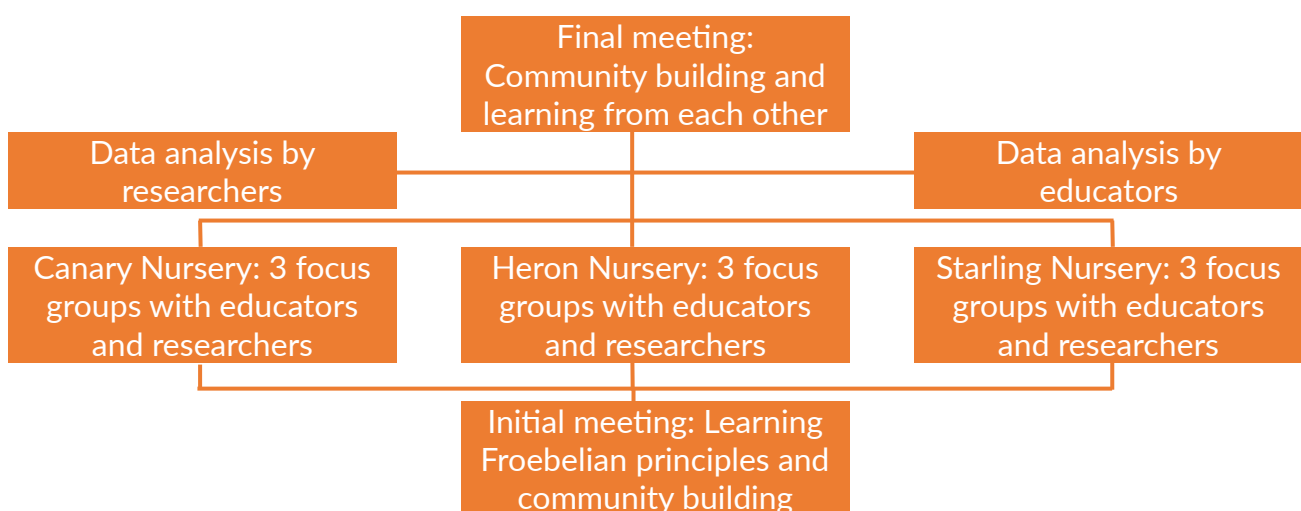 Final meeting:
Community building and
learning from each other
Data analysis by
researchers
Data analysis by
educators
Canary Nursery: 3 focus
groups with educators
and researchers
Heron Nursery: 3 focus
groups with educators
and researchers
Starling Nursery: 3 focus
groups with educators
and researchers
Initial meeting: Learning
Froebelian principles and
community building